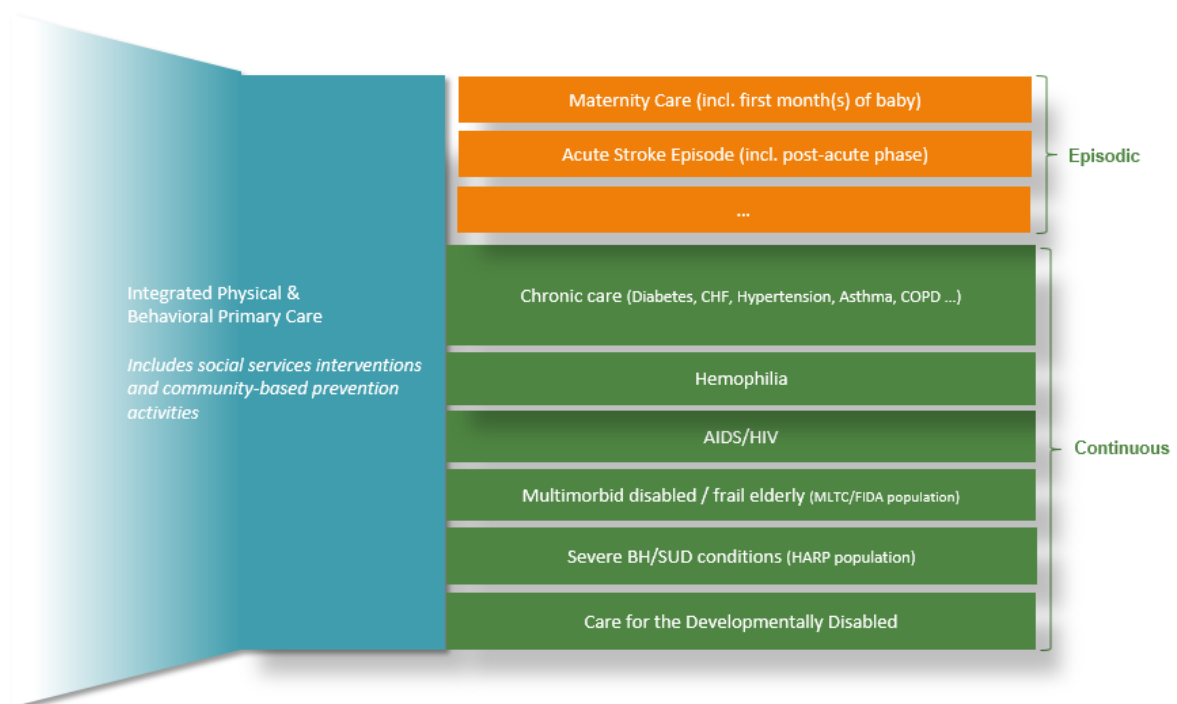 Maternity Care (incl. first month(s) of baby)
Acute Stroke Episode (incl. post-acute phase)
...
Episodic
Integrated Physical &
Behavioral Primary Care
Includes social services interventions
and community-based prevention
activities
Chronic care (Diabetes, CHF, Hypertension, Asthma, COPD ...)
Hemophilia
AIDS/HIV
Multimorbid disabled / frail elderly (MLTC/FIDA population)
Severe BH/SUD conditions (HARP population)
Care for the Developmentally Disabled
Continuous